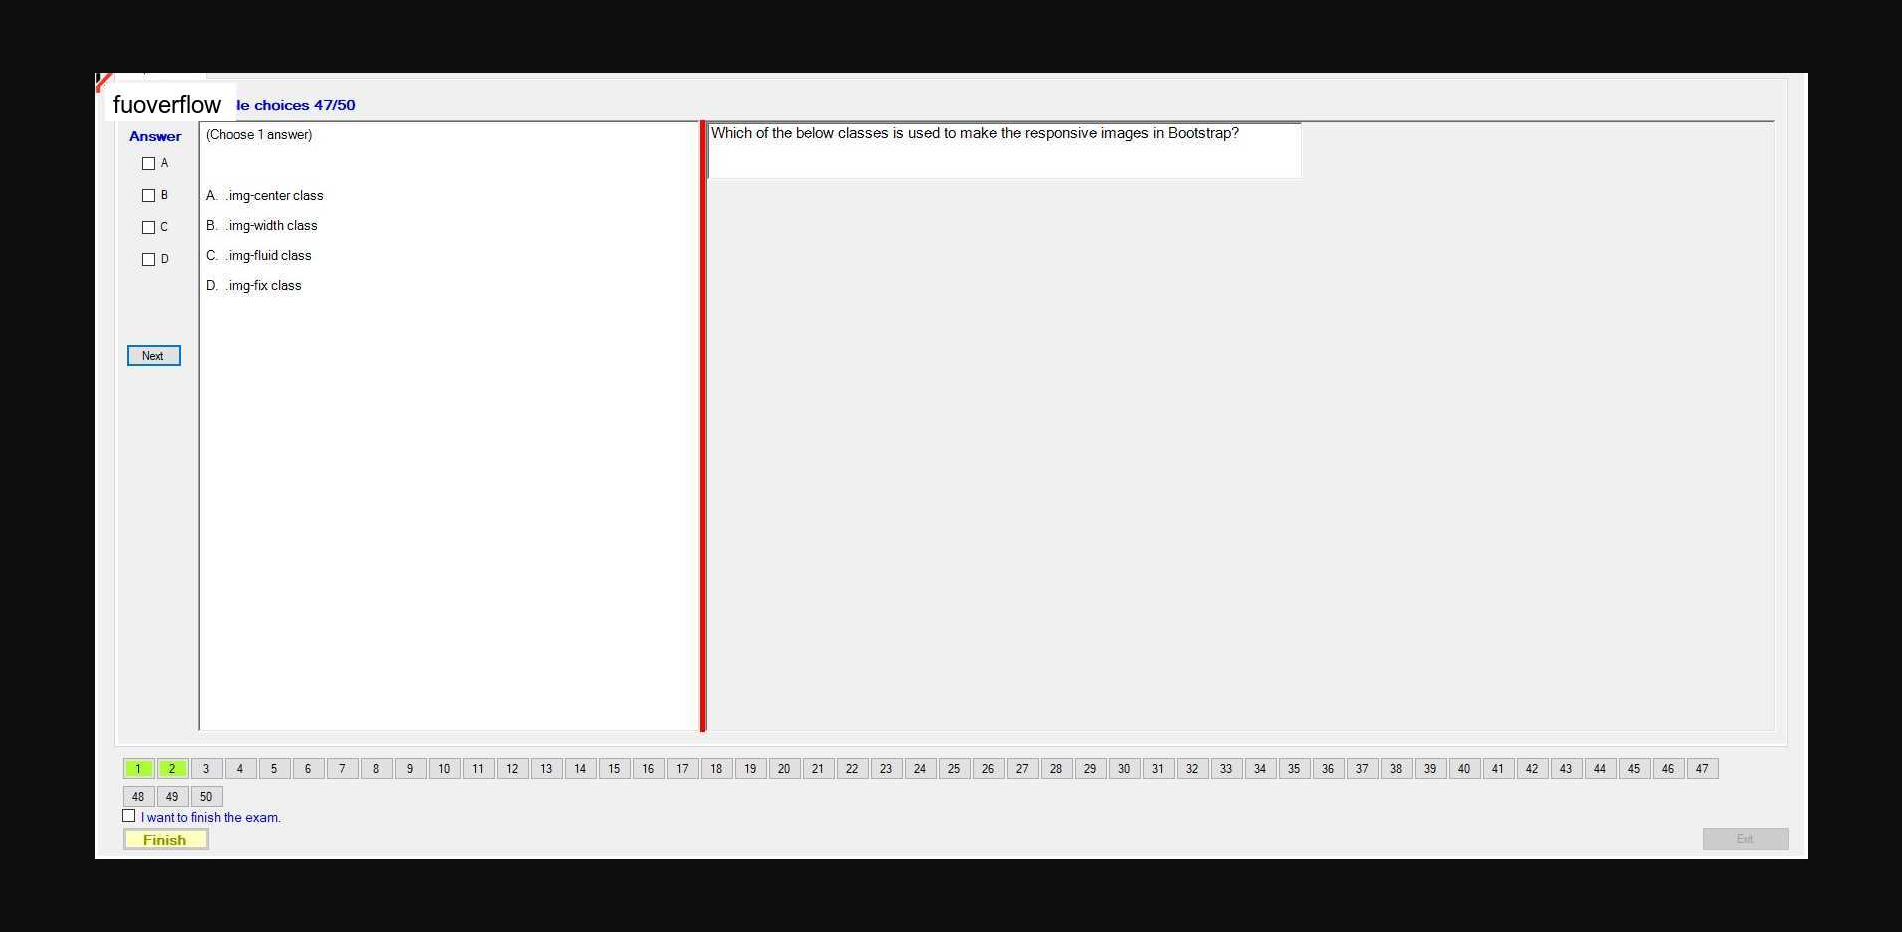 fuoverflow le choices 47/50
Answer
(Choose 1 answer)
Which of the below classes is used to make the responsive images in Bootstrap?
A
B
C
D
A. .img-center class
B. .img-width class
C. .img-fluid class
D. .img-fix class
Next
1 2 3 4 5 6 7 8 9 10 11 12 13 14 15 16 17 18 19 20 21 22 23 24 25 26 27 28 29 30 31 32 33 34 35 36 37 38 39 40 41 42 43 44 45 46 47
48 49 50
I want to finish the exam.
Finish
Exit